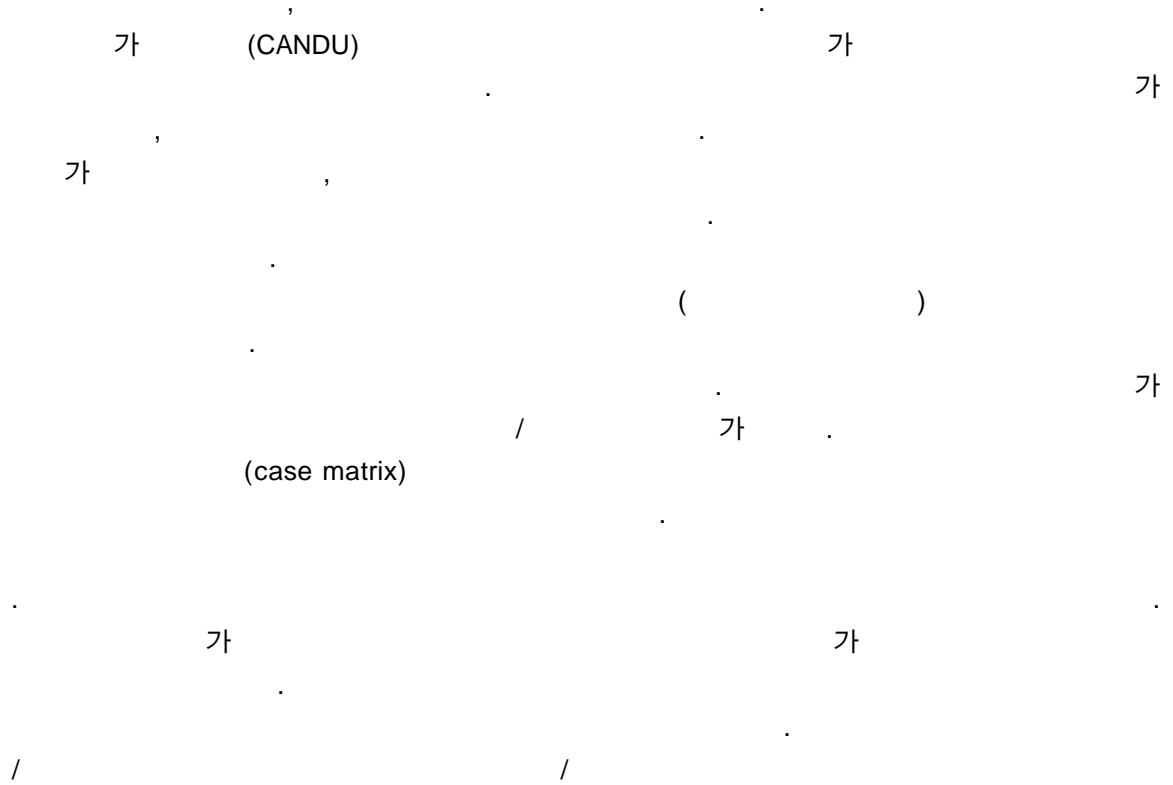 , .
가 (CANDU) 가
. 가
, .
가 ,
.
.
( )
.
. 가
/ 가 .
(case matrix)
.
. .
가 가
.
.
/ /